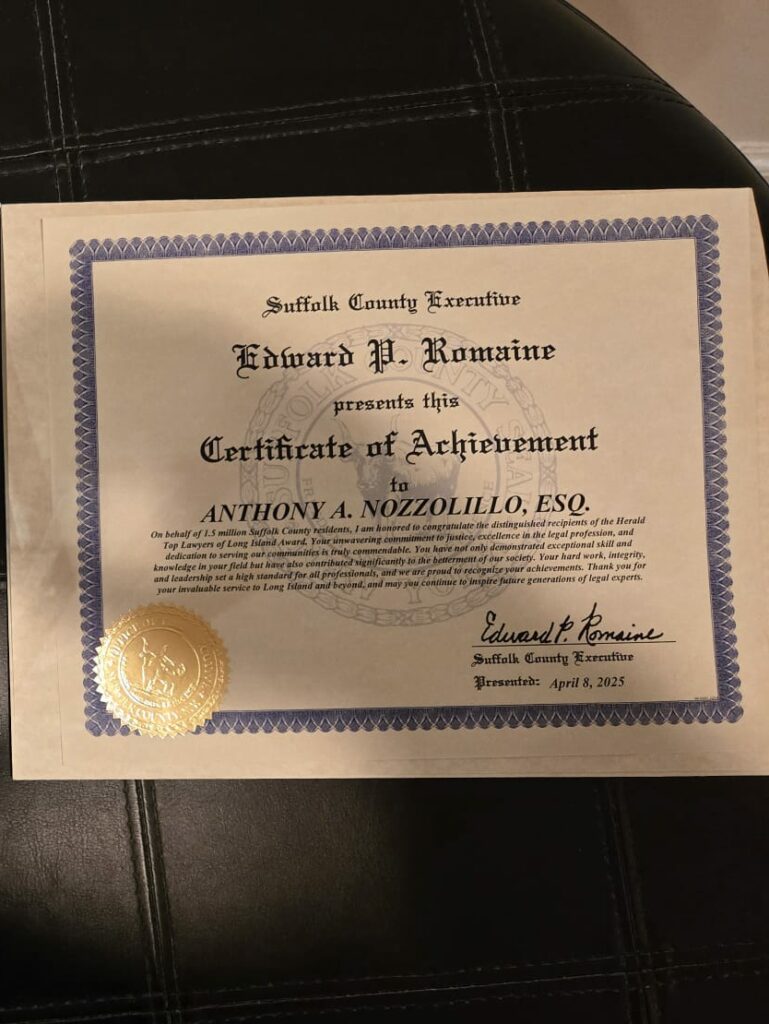 Suffolk County Executive
Edward P. Romaine
presents this
Certificate of Achievement
to
ANTHONY A. NOZZOLILLO, ESQ.
On behalf of 1.5 million Suffolk County residents, I am honored to congratulate the distinguished recipients of the Herald
Top Lawyers of Long Island Award. Your unwavering commitment to justice, excellence in the legal profession, and
dedication to serving our communities is truly commendable. You have not only demonstrated exceptional skill and
knowledge in your field but have also contributed significantly to the betterment of our society. Your hard work, integrity,
and leadership set a high standard for all professionals, and we are proud to recognize your achievements. Thank you for
your invaluable service to Long Island and beyond, and may you continue to inspire future generations of legal experts.
Edward P. Romaine
Suffolk County Executive
Presented: April 8, 2025
SUFFOLK COUNTY SEAL